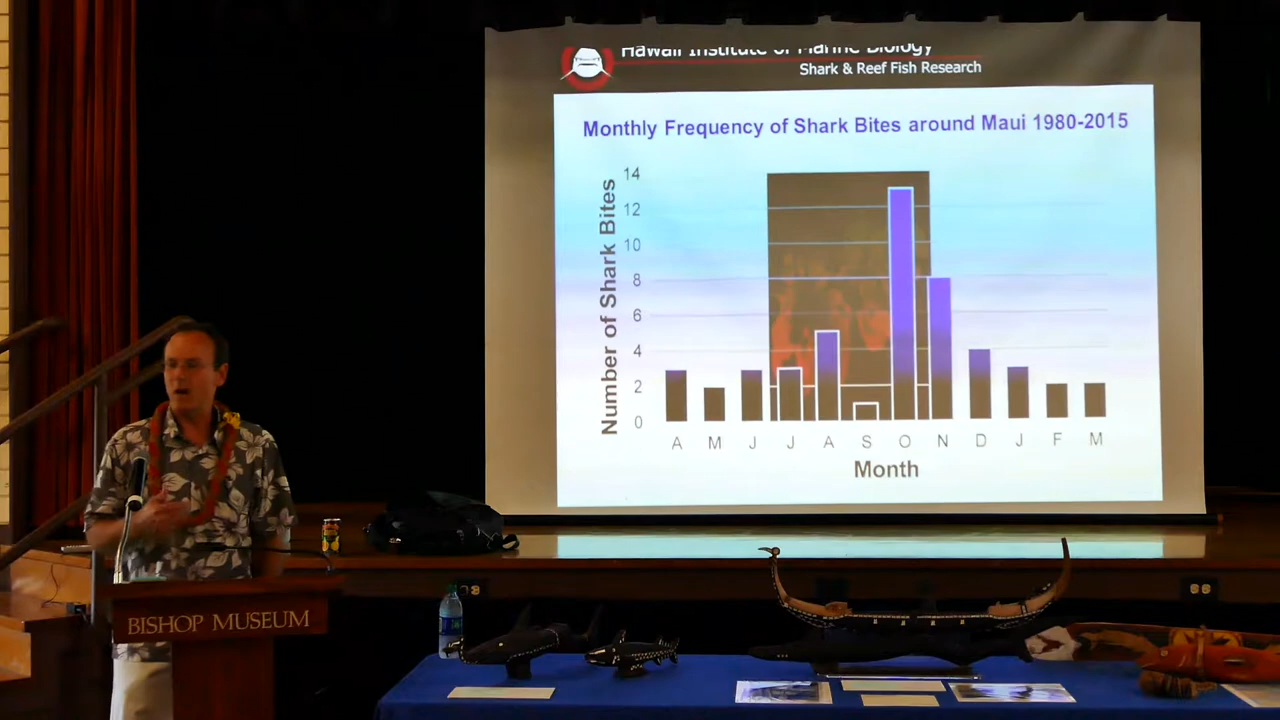 Hawaii Institute of Marine Biology
Shark & Reef Fish Research
Monthly Frequency of Shark Bites around Maui 1980-2015
Number of Shark Bites
14
12
10
8
6
4
2
0
A M J J A S O N D J F M
Month
BISHOP MUSEUM